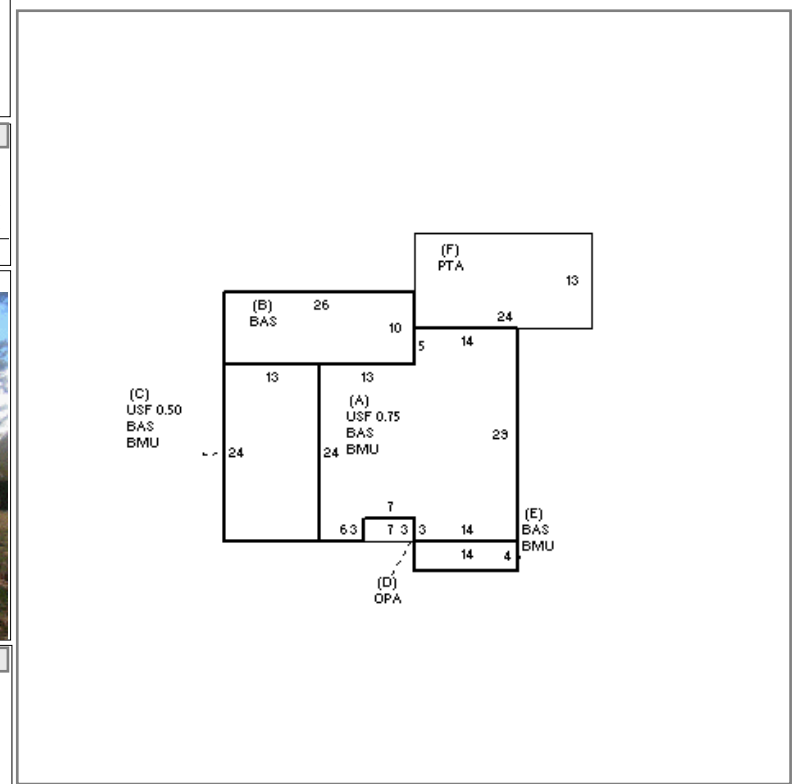 (F)
PTA
13
24
(B)
BAS
26
10
5
14
13
13
(C)
USF 0.50
BAS
BMU
24
(A)
USF 0.75
BAS
BMU
24
29
7
6 3
7 3
3
14
(E)
BAS
BMU
14
4
(D)
OPA